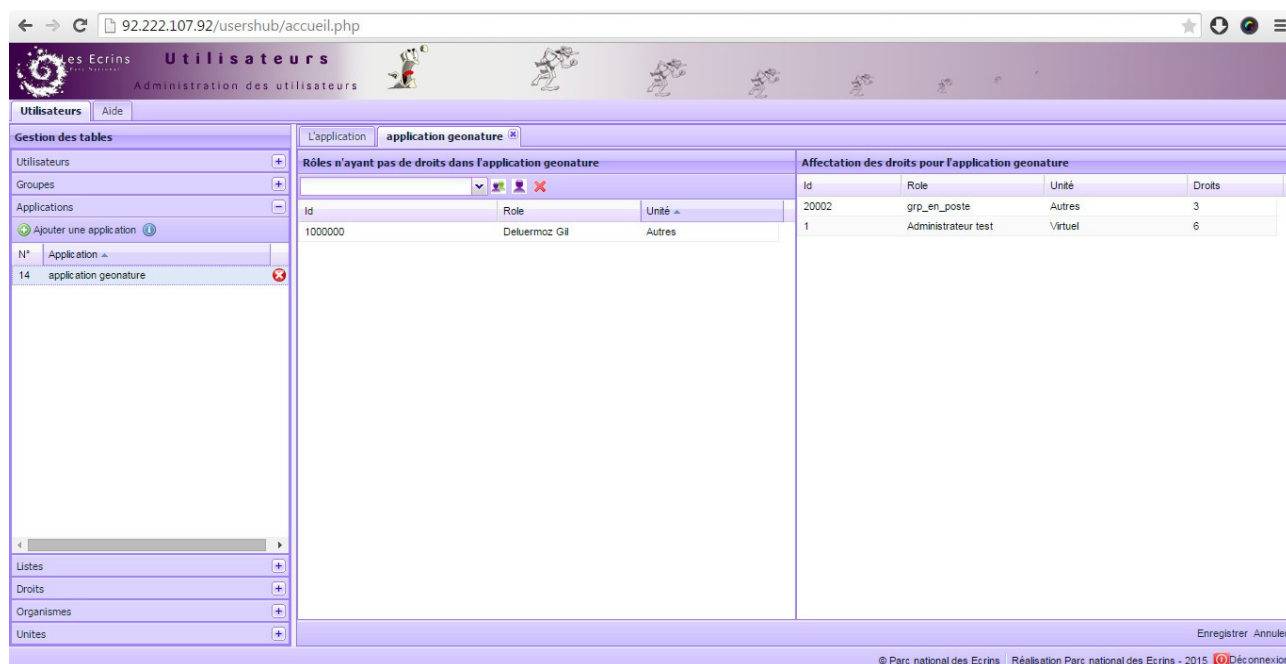 92.222.107.92/usershub/accueil.php
Les Ecrins
Parc National
Utilisateurs
Administration des utilisateurs
Utilisateurs Aide
Gestion des tables
Utilisateurs
Groupes
Applications
Ajouter une application
N° Application
14 application geonature
Listes
Droits
Organismes
Unites
L'application application geonature
Rôles n'ayant pas de droits dans l'application geonature
Id Role Unité
1000000 Deluermoz Gil Autres
Affectation des droits pour l'application geonature
Id Role Unité Droits
20002 grp_en_poste Autres 3
1 Administrateur test Virtuel 6
Enregistrer Annuler
© Parc national des Ecrins Réalisation Parc national des Ecrins - 2015 Déconnexion